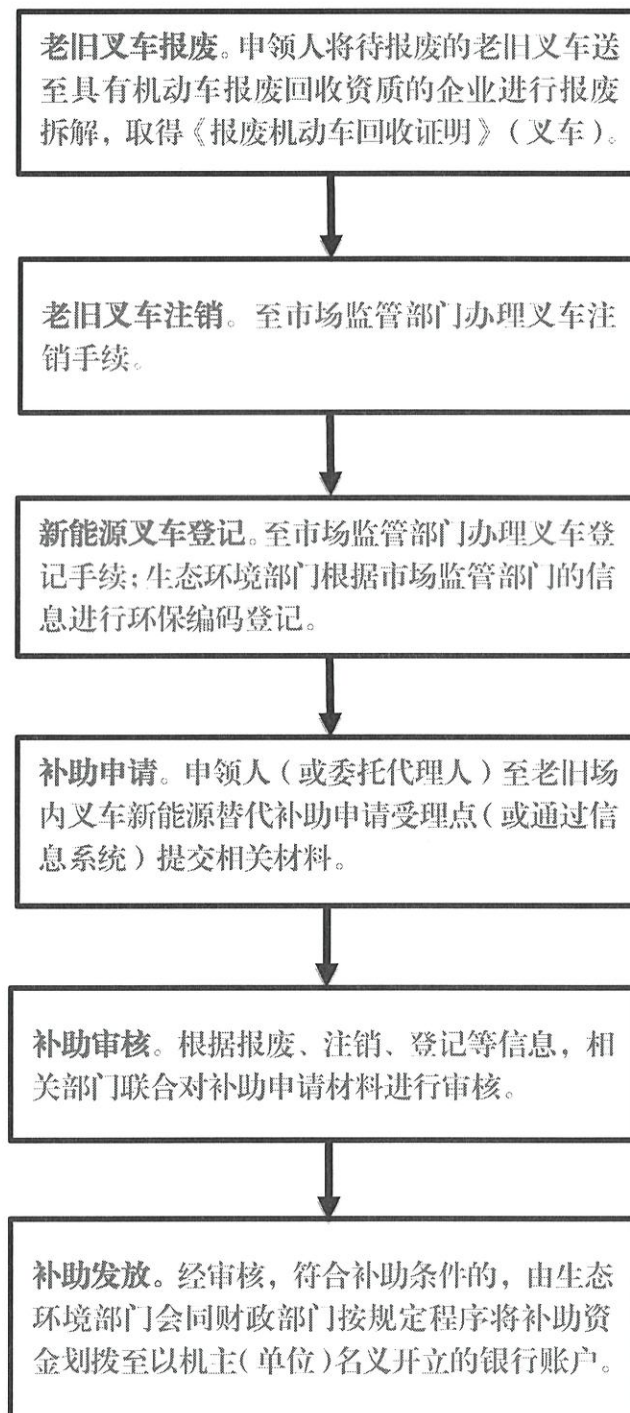 老旧叉车报废。申领人将待报废的老旧叉车送
至具有机动车报废回收资质的企业进行报废
拆解，取得《报废机动车回收证明》（叉车）。
老旧叉车注销。至市场监管部门办理叉车注
销手续。
新能源叉车登记。至市场监管部门办理叉车登
记手续；生态环境部门根据市场监管部门的信
息进行环保编码登记。
补助申请。申领人（或委托代理人）至老旧场
内叉车新能源替代补助申请受理点（或通过信
息系统）提交相关材料。
补助审核。根据报废、注销、登记等信息，相
关部门联合对补助申请材料进行审核。
补助发放。经审核，符合补助条件的，由生态
环境部门会同财政部门按规定程序将补助资
金划拨至以机主（单位）名义开立的银行账户。